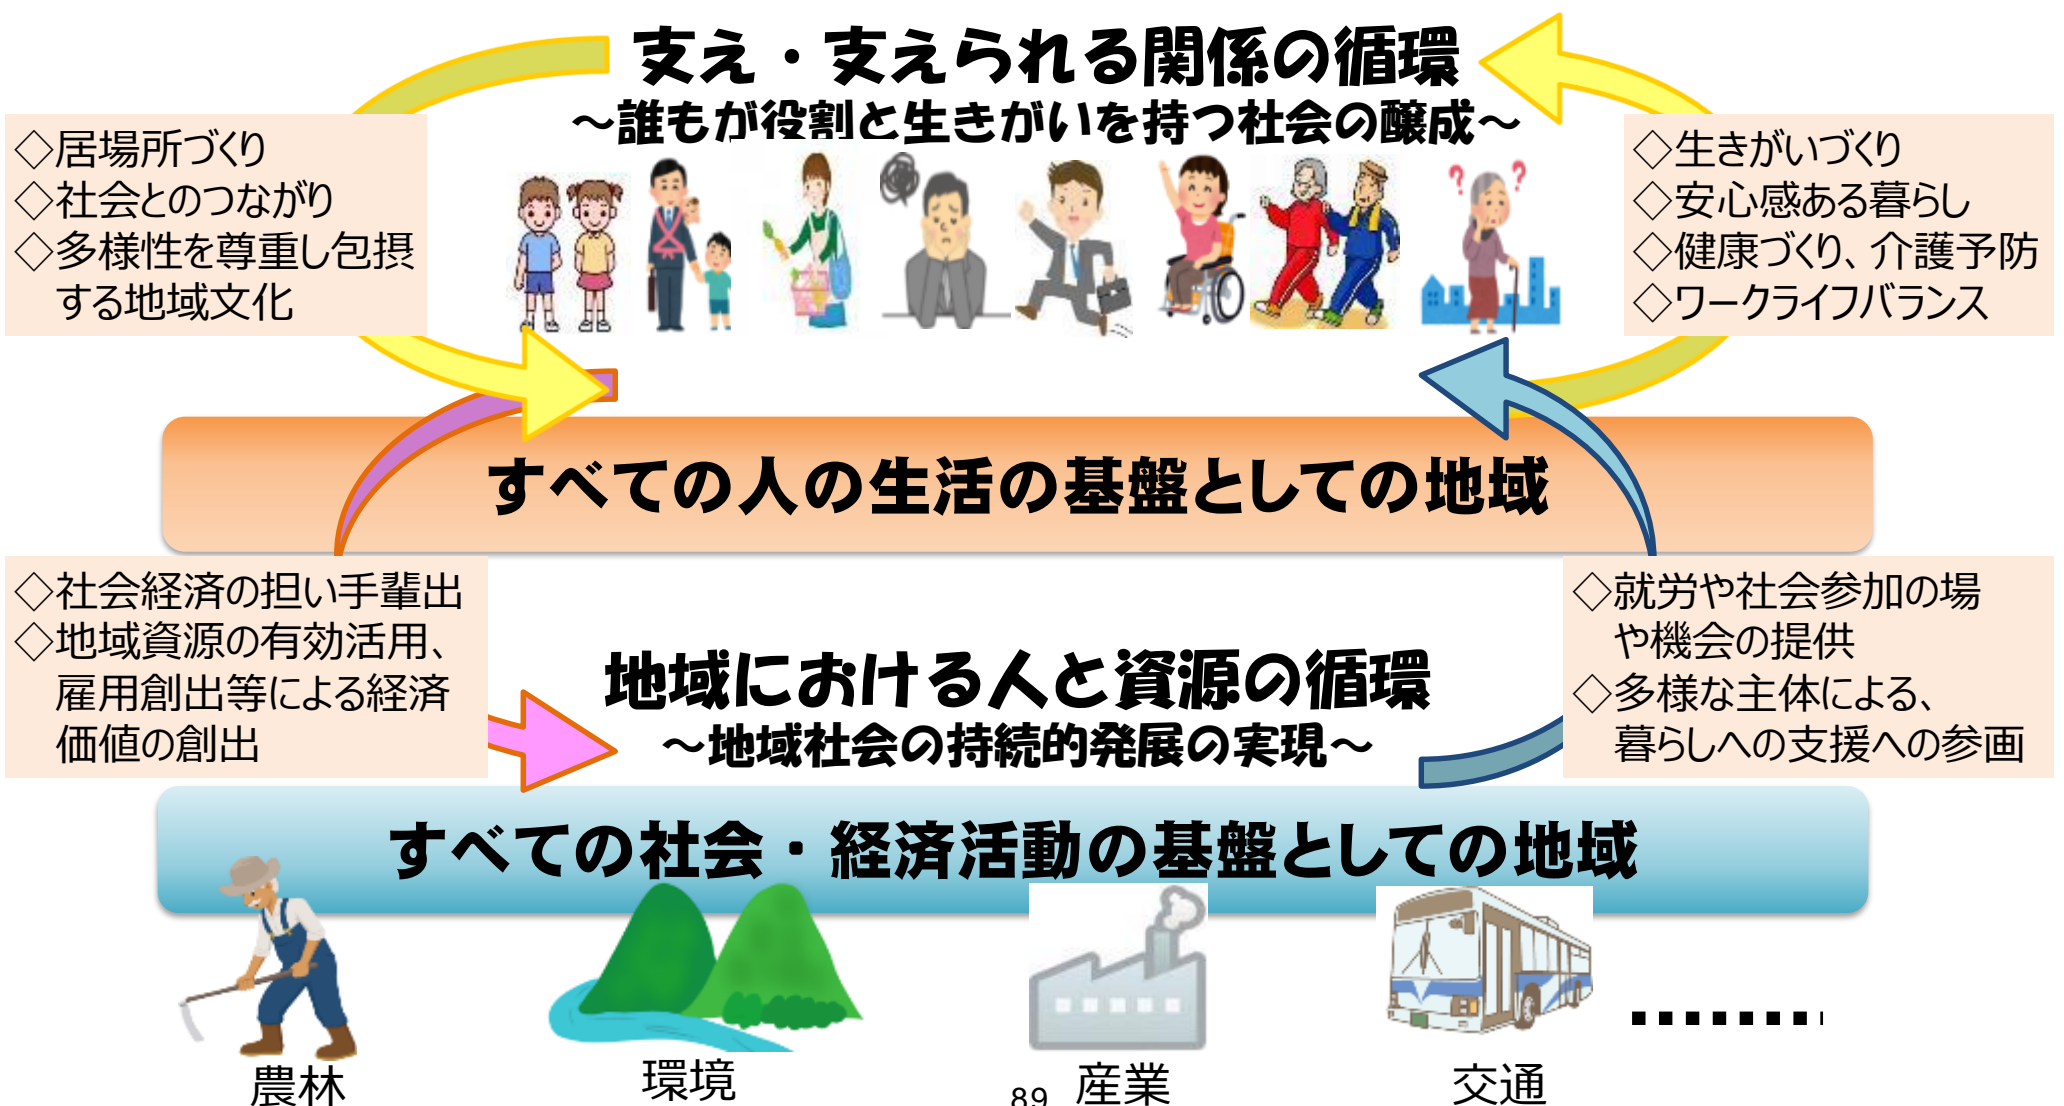 支え・支えられる関係の循環
～誰もが役割と生きがいを持つ社会の醸成～
◇居場所づくり
◇社会とのつながり
◇多様性を尊重し包摂
する地域文化
◇生きがいづくり
◇安心感ある暮らし
◇健康づくり、介護予防
◇ワークライフバランス
? ?
すべての人の生活の基盤としての地域
◇社会経済の担い手輩出
◇地域資源の有効活用、
雇用創出等による経済
価値の創出
地域における人と資源の循環
～地域社会の持続的発展の実現～
◇就労や社会参加の場
や機会の提供
◇多様な主体による、
暮らしへの支援への参画
すべての社会・経済活動の基盤としての地域
農林
環境
産業
交通
89